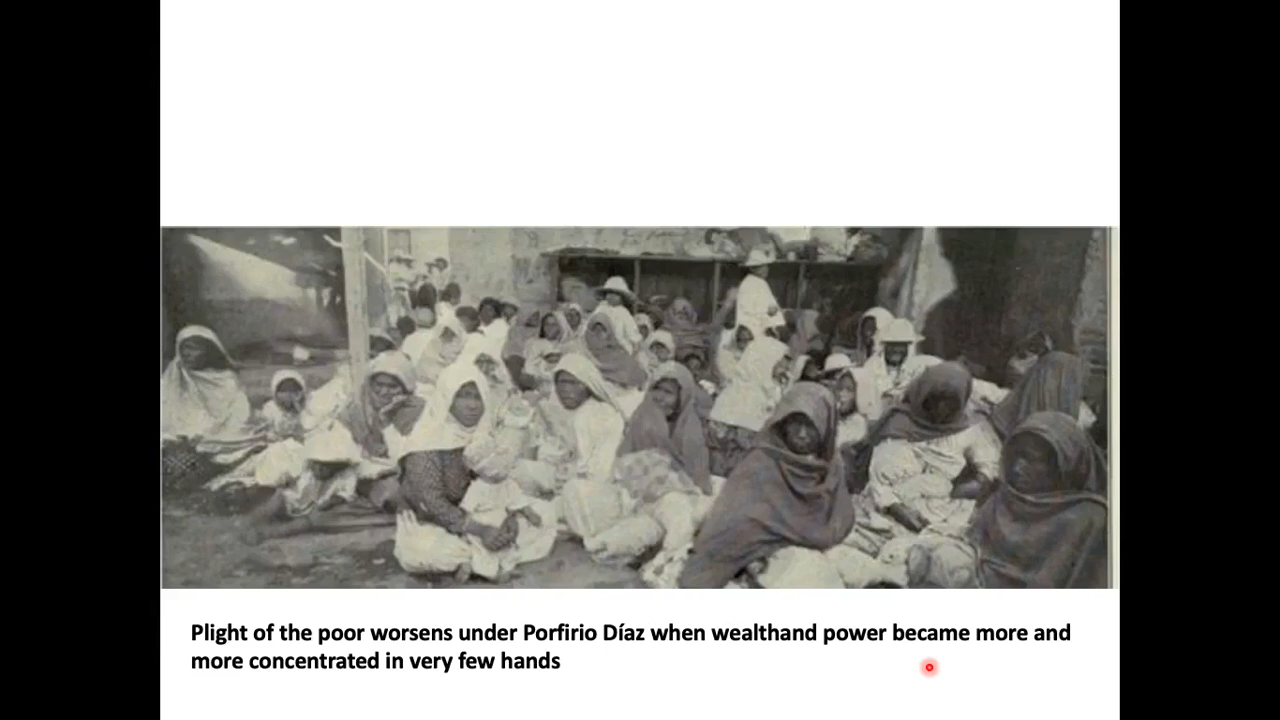 Plight of the poor worsens under Porfirio Díaz when wealthand power became more and
more concentrated in very few hands